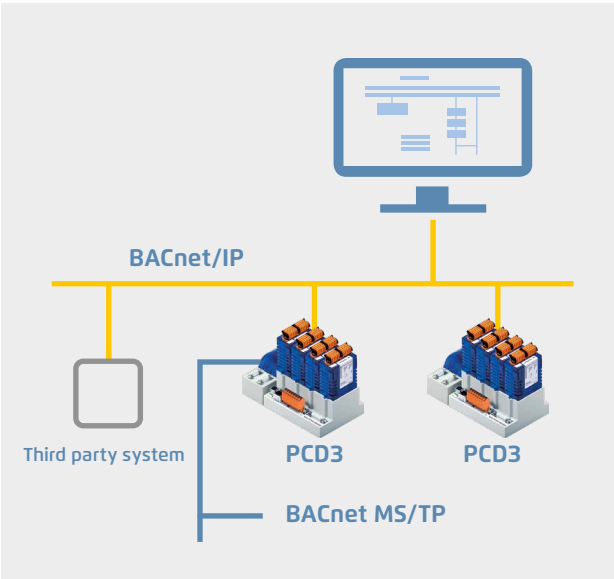 BACnet/IP
Third party system
PCD3
PCD3
BACnet MS/TP